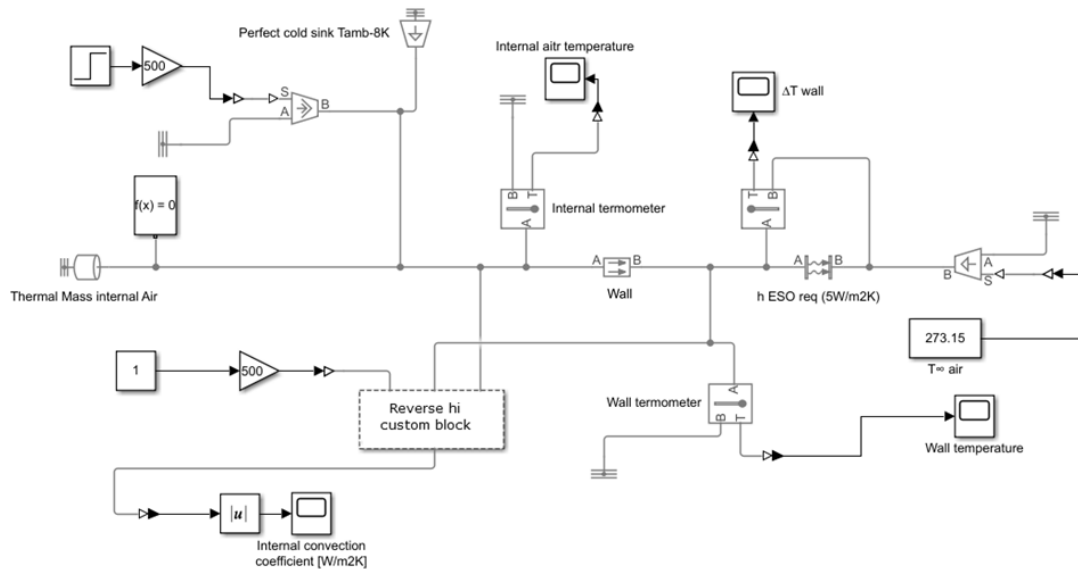 Perfect cold sink Tamb-8K
500
S
A
B
Internal aitr temperature
ΔT wall
B
T
A
Internal termometer
T
B
A
f(x) = 0
Thermal Mass internal Air
A
B
Wall
A
B
h ESO req (5W/m2K)
B
A
S
273.15
T∞ air
1
500
Reverse hi
custom block
Wall termometer
A
B
T
Wall temperature
|u|
Internal convection
coefficient [W/m2K]